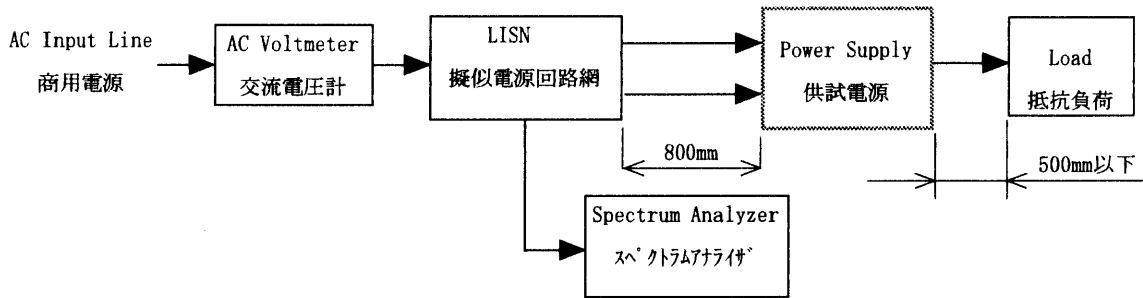 AC Input Line
商用電源
AC Voltmeter
交流電圧計
LISN
擬似電源回路網
Power Supply
供試電源
Load
抵抗負荷
800mm
500mm以下
Spectrum Analyzer
ｽﾍﾟｸﾄﾗﾑｱﾅﾗｲｻﾞ